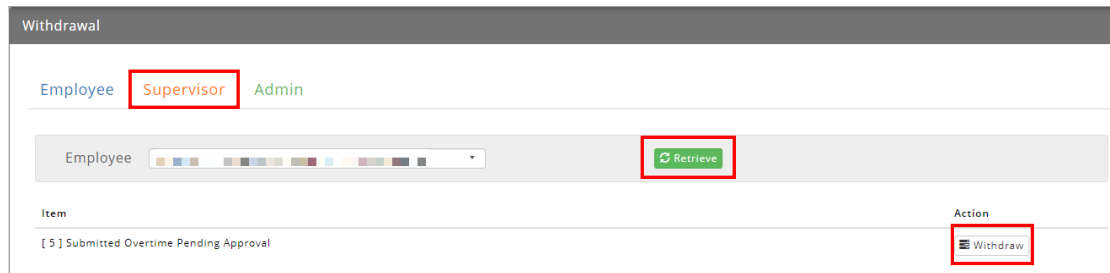 Withdrawal
Employee Supervisor Admin
Employee Retrieve
Item Action
[ 5 ] Submitted Overtime Pending Approval Withdraw